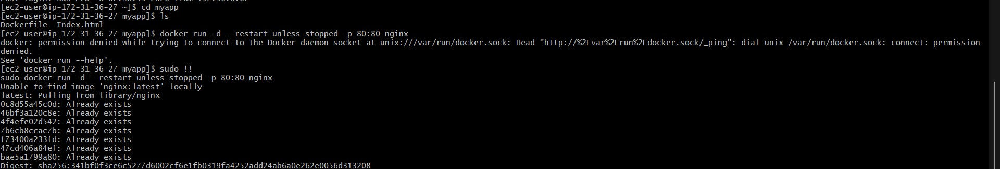 [ec2-user@ip-172-31-36-27 ~]$ cd myapp
[ec2-user@ip-172-31-36-27 myapp]$ ls
Dockerfile  Index.html
[ec2-user@ip-172-31-36-27 myapp]$ docker run -d --restart unless-stopped -p 80:80 nginx
docker: permission denied while trying to connect to the Docker daemon socket at unix:///var/run/docker.sock: Head "http://%2Fvar%2Frun%2Fdocker.sock/_ping": dial unix /var/run/docker.sock: connect: permission
denied.
See 'docker run --help'.
[ec2-user@ip-172-31-36-27 myapp]$ sudo !!
sudo docker run -d --restart unless-stopped -p 80:80 nginx
Unable to find image 'nginx:latest' locally
latest: Pulling from library/nginx
0c8d55a45c0d: Already exists
46bf3a120c8e: Already exists
4f4efe02d542: Already exists
7b6cb8ccac7b: Already exists
f73400a233fd: Already exists
47cd406a84ef: Already exists
bae5a1799a80: Already exists
Digest: sha256:341bf0f3ce6c5277d6002cf6e1fb0319fa4252add24ab6a0e262e0056d313208